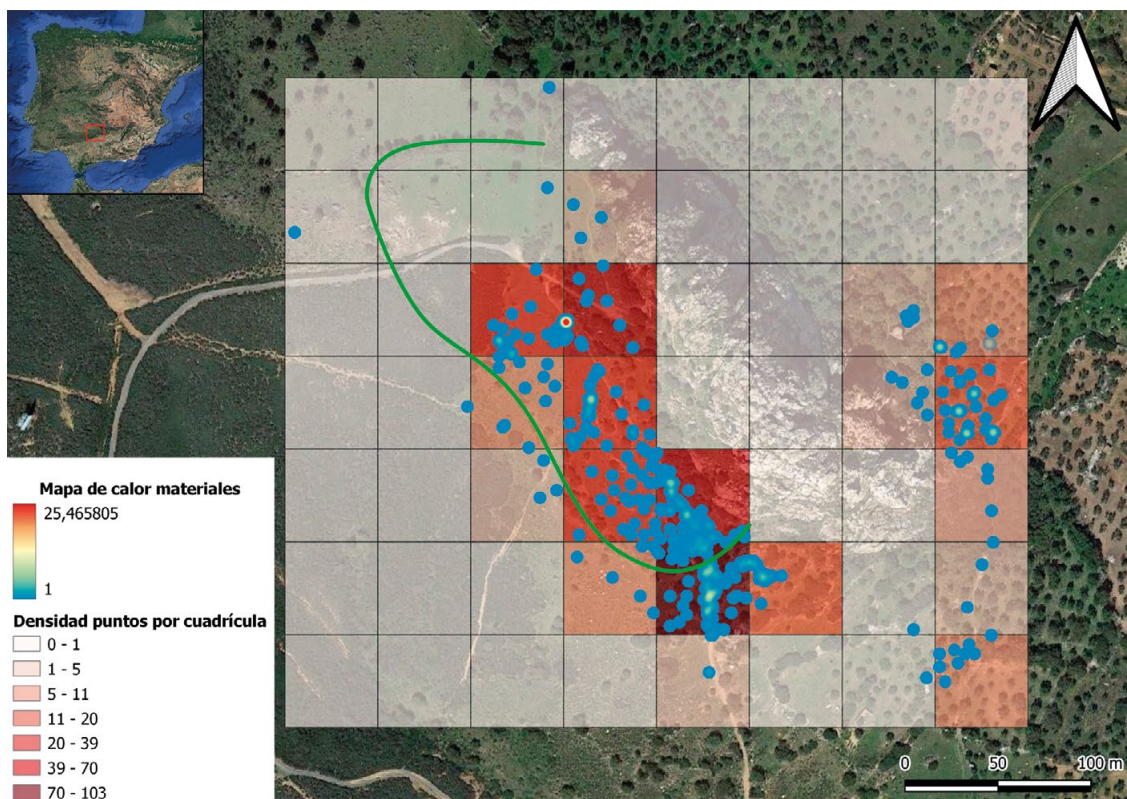 Mapa de calor materiales
25,465805
1
Densidad puntos por cuadrícula
0 - 1
1 - 5
5 - 11
11 - 20
20 - 39
39 - 70
70 - 103
0 50 100 m